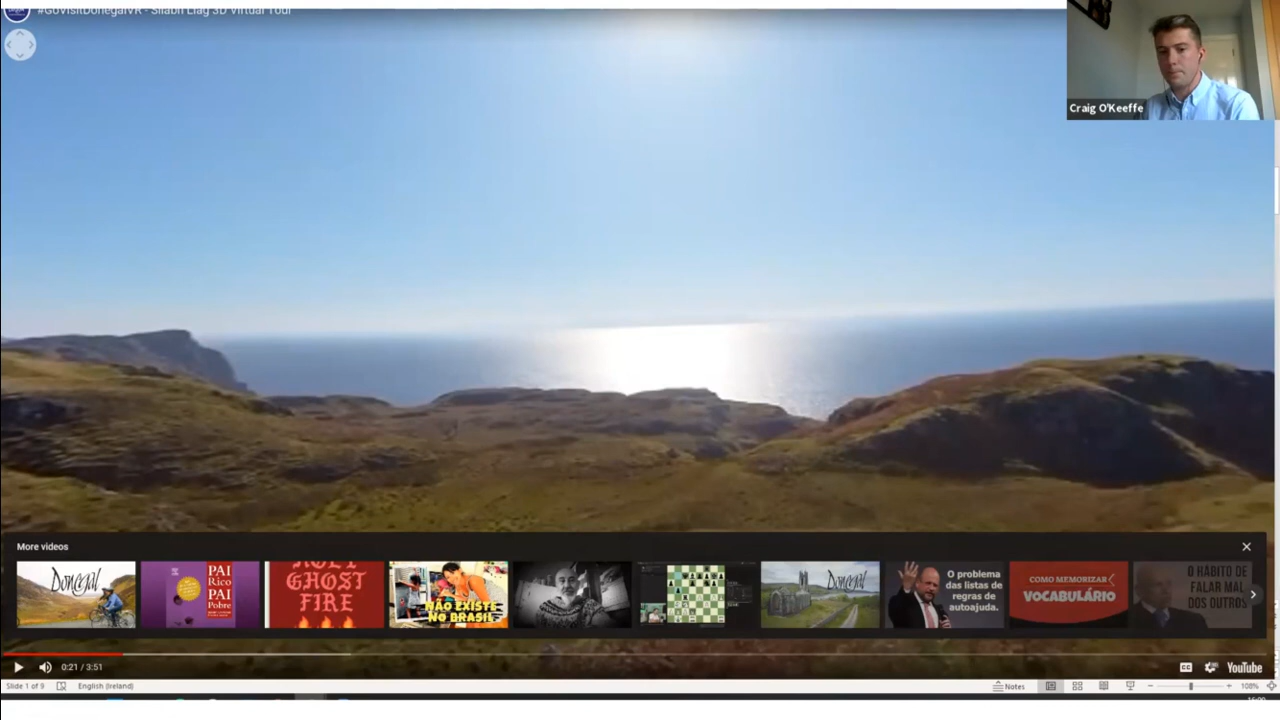 #GoVisitDonegalVR - Sliabh Liag 3D Virtual Tour
Craig O'Keeffe
More videos
Donegal
PAI
Rico
PAI
Pobre
HOLY
GHOST
FIRE
NÃO EXISTE
NO BRASIL
Donegal
O problema
das listas de
regras de
autoajuda.
COMO MEMORIZAR
VOCABULÁRIO
O HÁBITO DE
FALAR MAL
DOS OUTROS
0:21 / 3:51
YouTube
Slide 1 of 9
English (Ireland)
Notes
108%